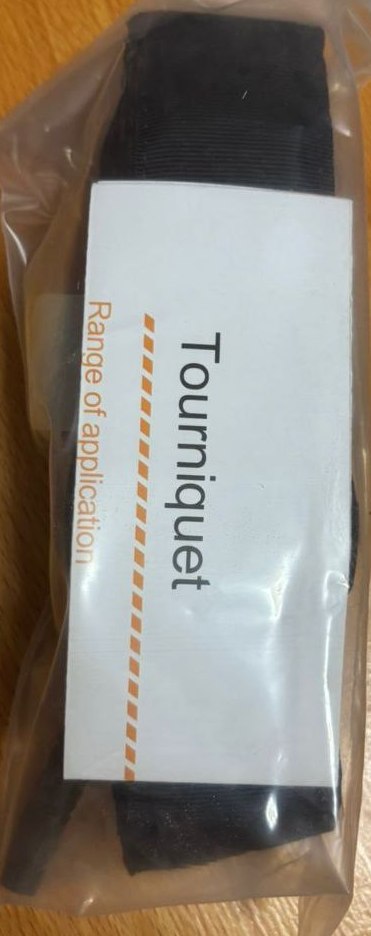 Tourniquet
Range of application